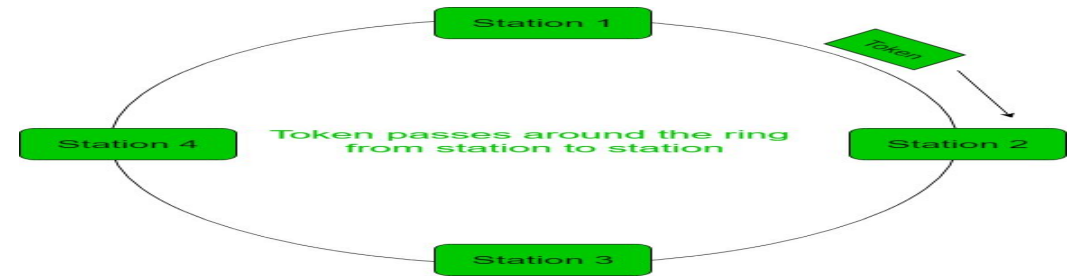 Station 1
Token
Station 4
Token passes around the ring
from station to station
Station 2
Station 3